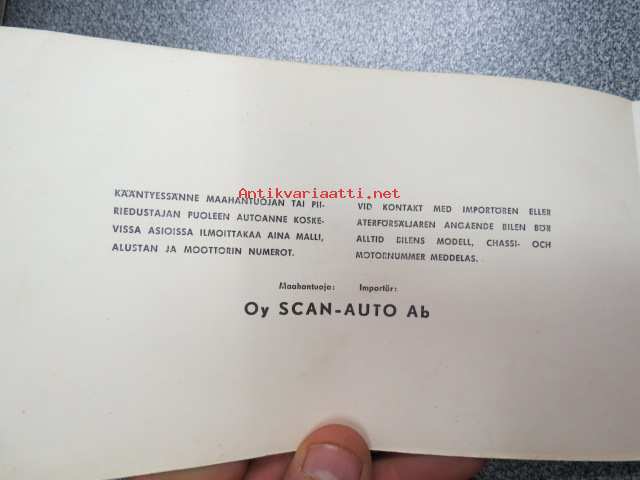 Antikvariaatti.net
KÄÄNTYESSÄNNE MAAHANTUOJAN TAI PII-
RIEDUSTAJAN PUOLEEN AUTOANNE KOSKE-
VISSA ASIOISSA ILMOITTAKAA AINA MALLI,
ALUSTAN JA MOOTTORIN NUMEROT.
VID KONTAKT MED IMPORTÖREN ELLER
ATERFÖRSÄLJAREN ANGAENDE BILEN BÖR
ALLTID BILENS MODELL, CHASSI- OCH
MOTORNUMMER MEDDELAS.
Maahantuoja: Importör:
Oy SCAN-AUTO Ab